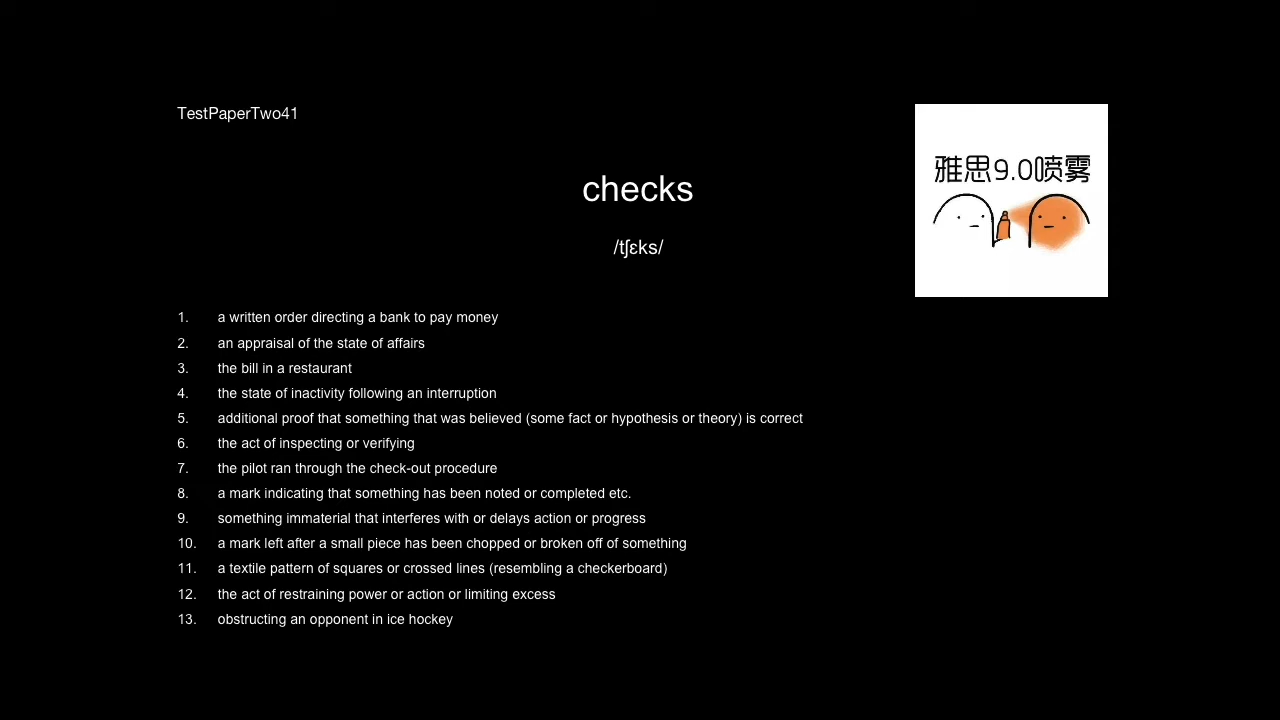 TestPaperTwo41
雅思9.0喷雾
checks
/tʃɛks/
1. a written order directing a bank to pay money
2. an appraisal of the state of affairs
3. the bill in a restaurant
4. the state of inactivity following an interruption
5. additional proof that something that was believed (some fact or hypothesis or theory) is correct
6. the act of inspecting or verifying
7. the pilot ran through the check-out procedure
8. a mark indicating that something has been noted or completed etc.
9. something immaterial that interferes with or delays action or progress
10. a mark left after a small piece has been chopped or broken off of something
11. a textile pattern of squares or crossed lines (resembling a checkerboard)
12. the act of restraining power or action or limiting excess
13. obstructing an opponent in ice hockey